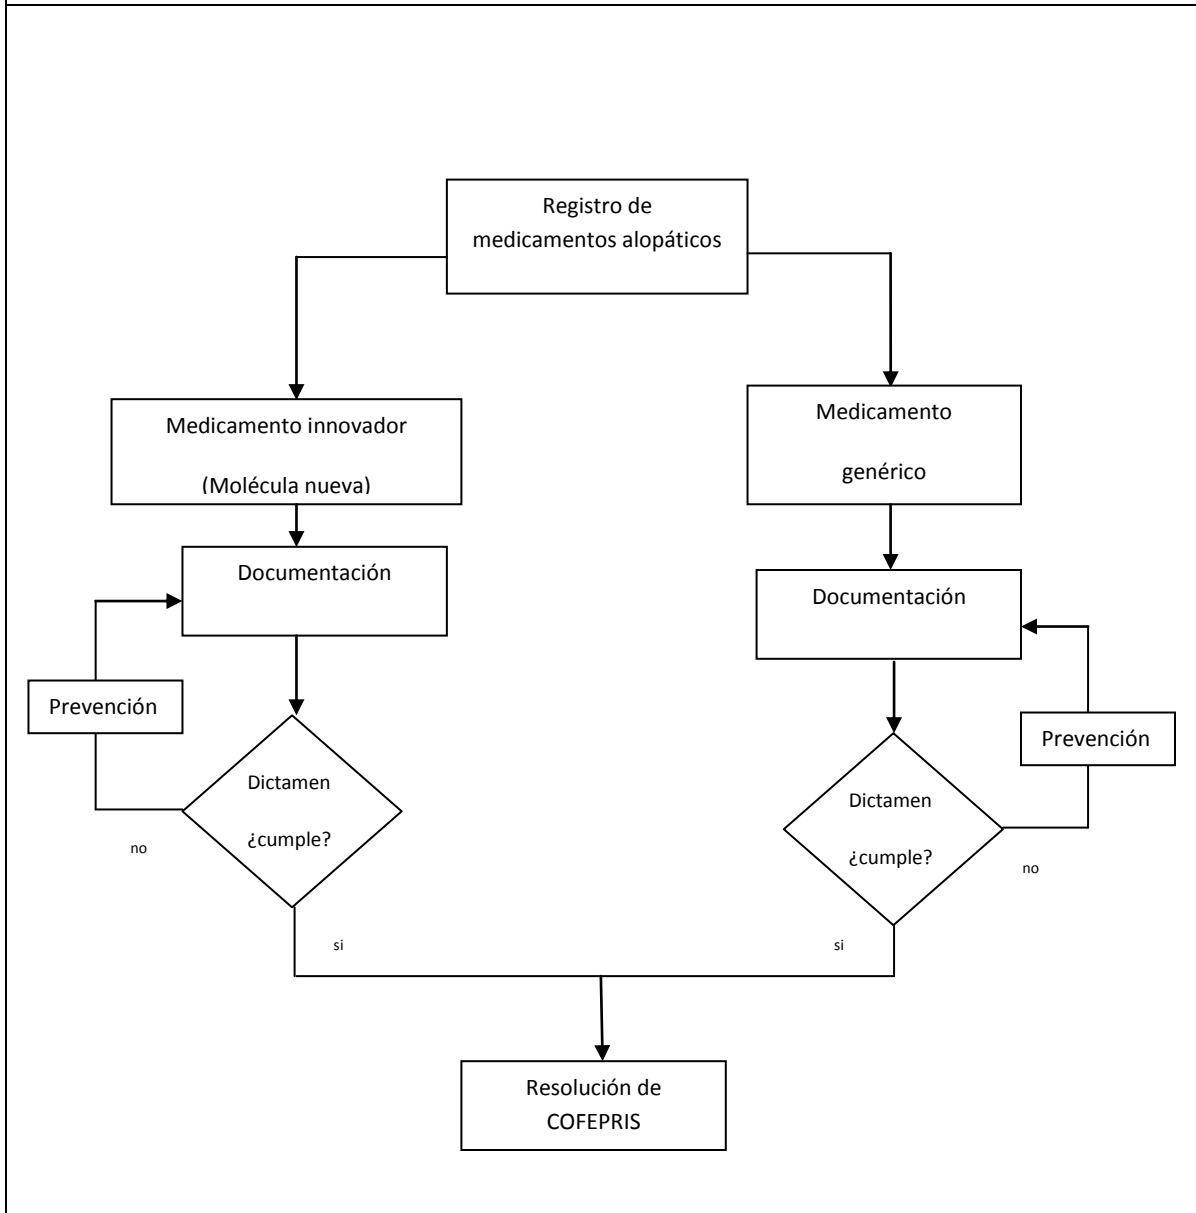 Registro de
medicamentos alopáticos
Medicamento innovador
(Molécula nueva)
Medicamento
genérico
Documentación
Documentación
Prevención
Prevención
Dictamen
¿cumple?
no
Dictamen
¿cumple?
no
si
si
Resolución de
COFEPRIS